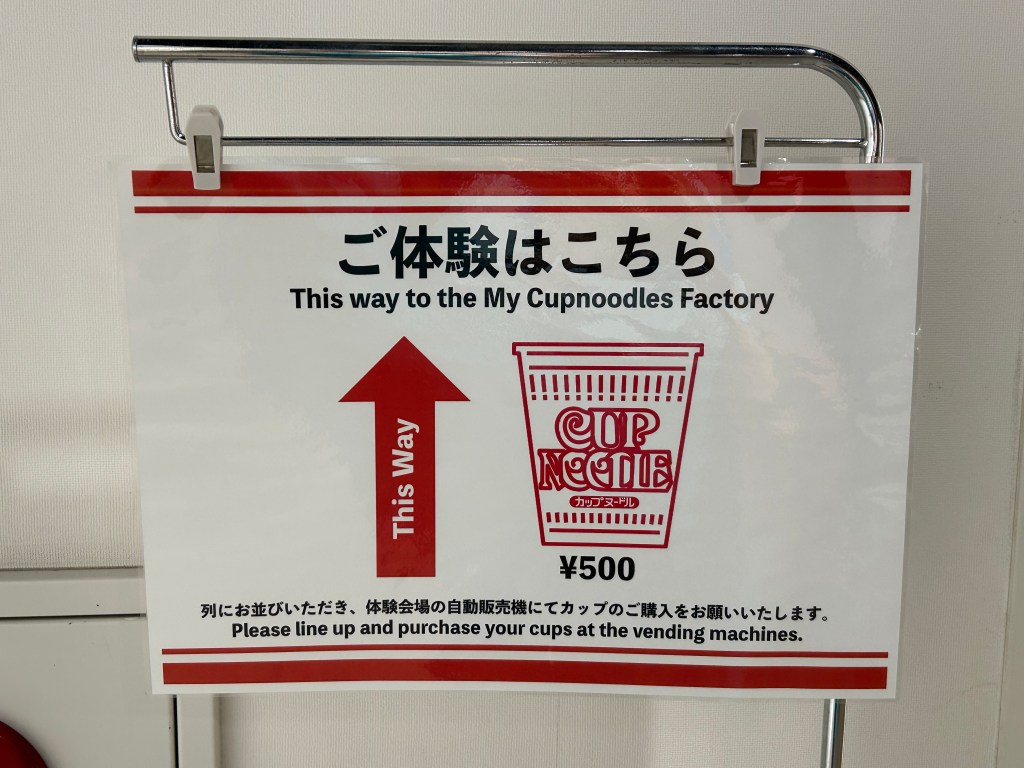 ご体験はこちら
This way to the My Cupnoodles Factory
This Way
CUP
NOODLE
カップヌードル
¥500
列にお並びいただき、体験会場の自動販売機にてカップのご購入をお願いいたします。
Please line up and purchase your cups at the vending machines.